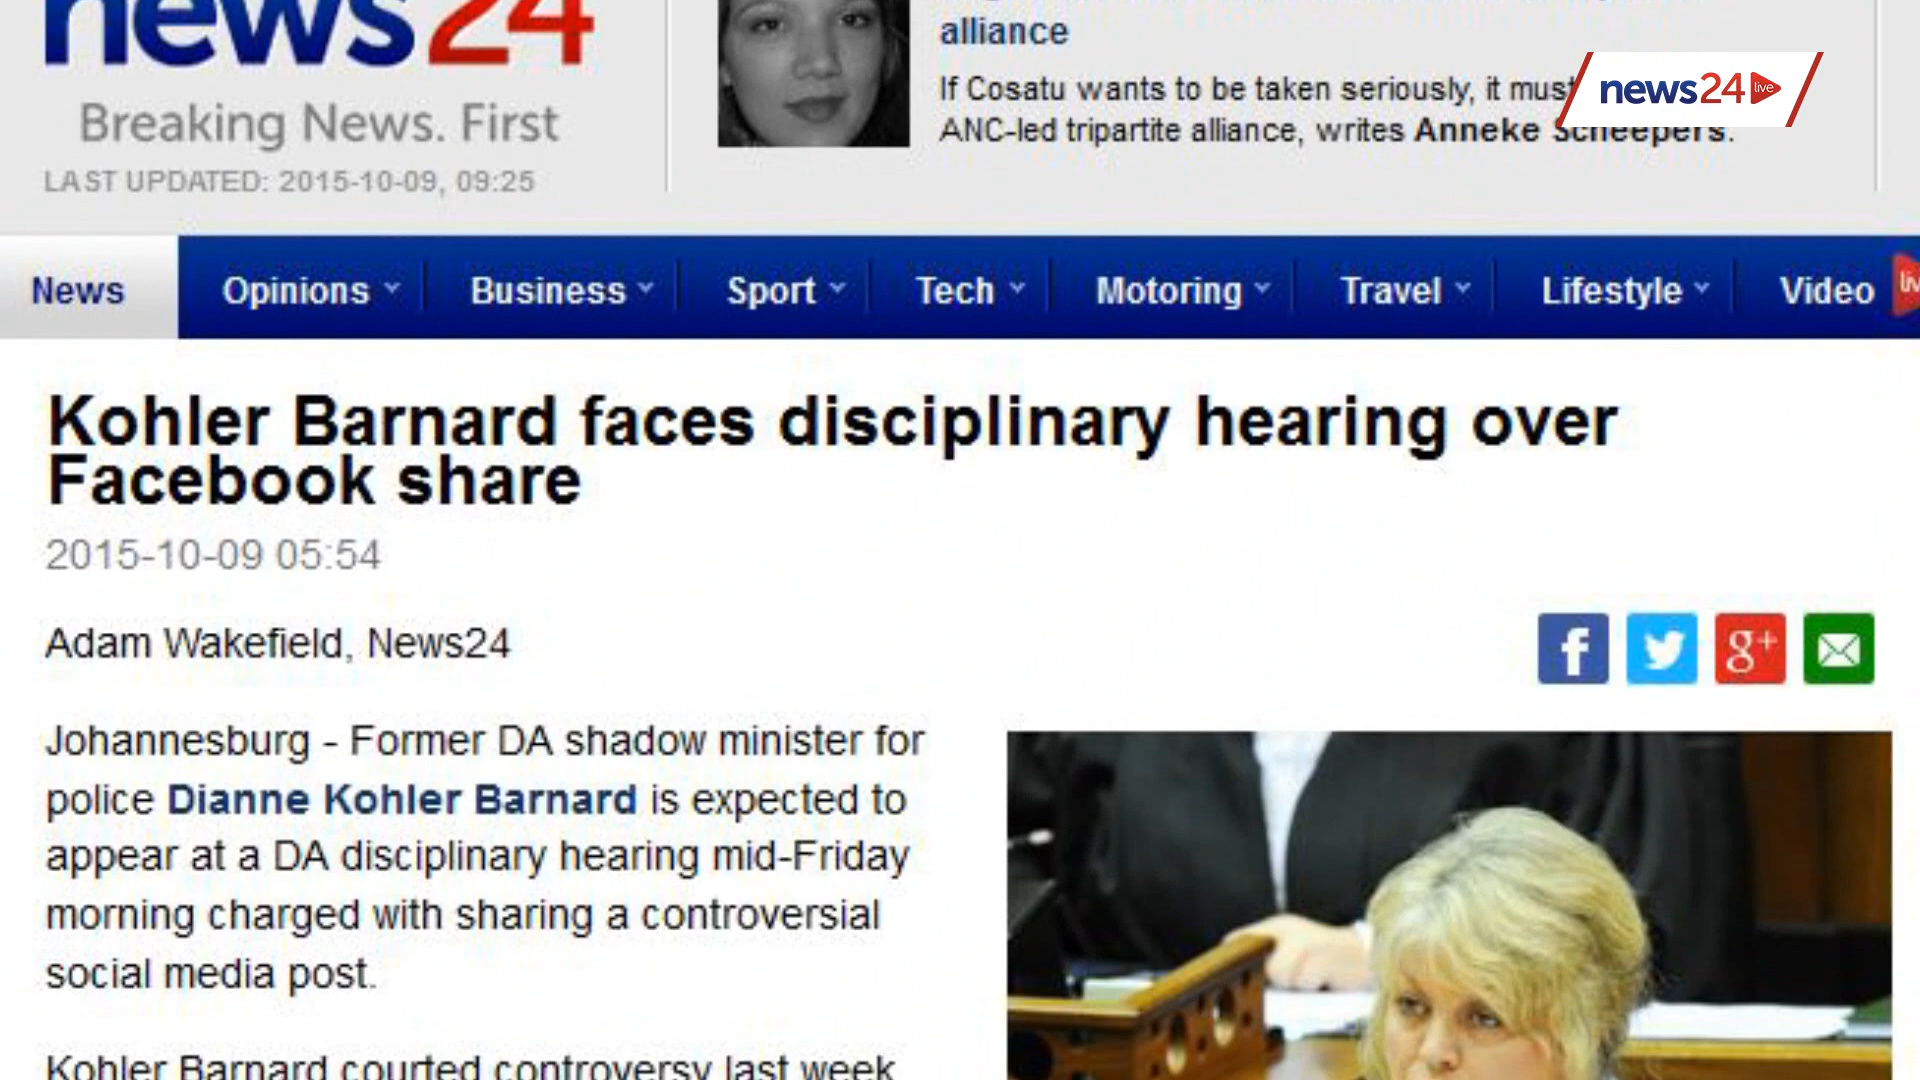 news24
Breaking News. First
LAST UPDATED: 2015-10-09, 09:25
alliance
If Cosatu wants to be taken seriously, it must
ANC-led tripartite alliance, writes Anneke Scheepers.
news24 live
News Opinions Business Sport Tech Motoring Travel Lifestyle Video
Kohler Barnard faces disciplinary hearing over
Facebook share
2015-10-09 05:54
Adam Wakefield, News24
f g+
Johannesburg - Former DA shadow minister for
police Dianne Kohler Barnard is expected to
appear at a DA disciplinary hearing mid-Friday
morning charged with sharing a controversial
social media post.
Kohler Barnard courted controversy last week